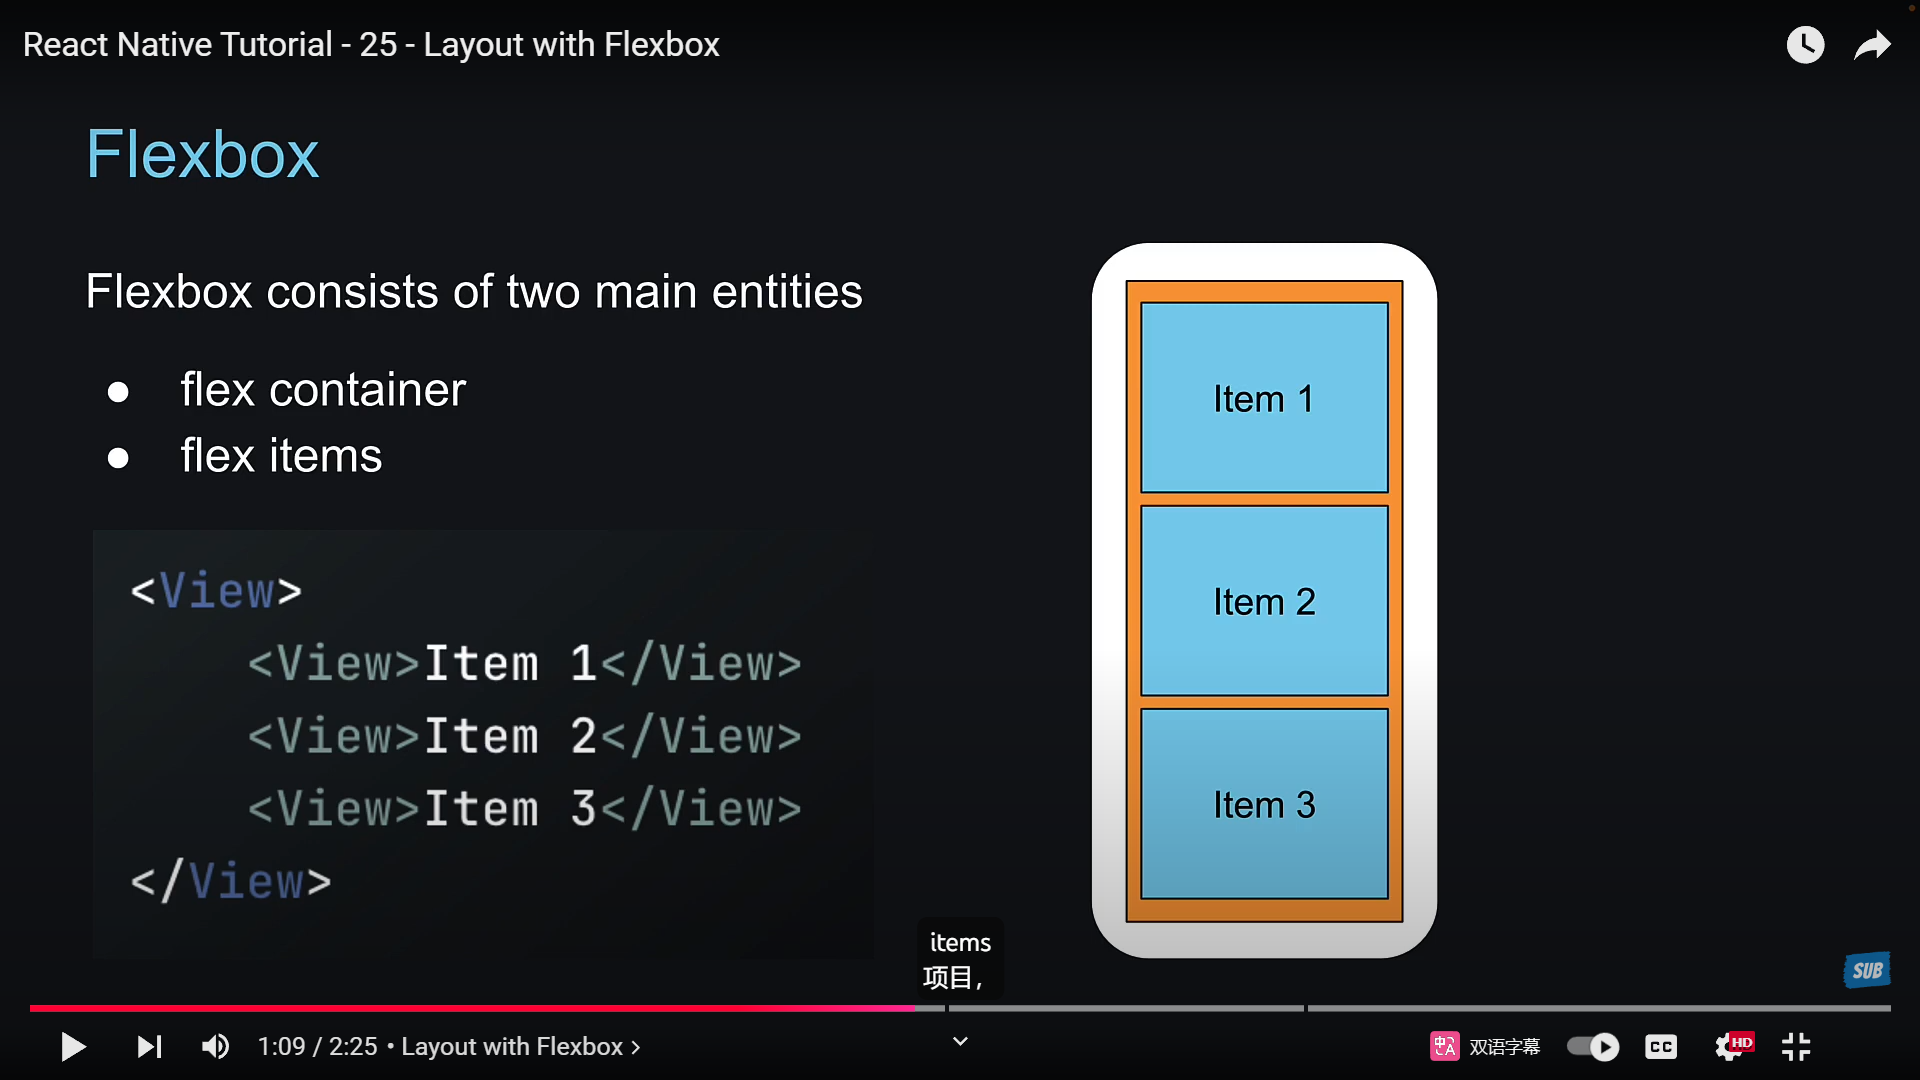 React Native Tutorial - 25 - Layout with Flexbox
Flexbox
Flexbox consists of two main entities
● flex container
● flex items
<View>
<View>Item 1</View>
<View>Item 2</View>
<View>Item 3</View>
</View>
Item 1
Item 2
Item 3
items
项目，
SUB
1:09 / 2:25 • Layout with Flexbox >
中 A
双语字幕
CC
HD